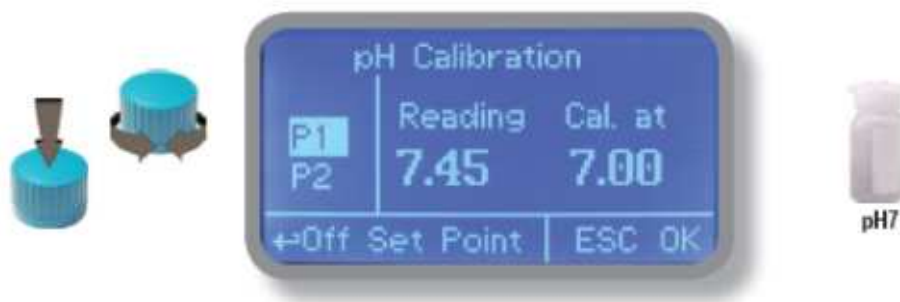 pH Calibration
P1 Reading Cal. at
P2 7.45 7.00
↩Off Set Point ESC OK
pH7